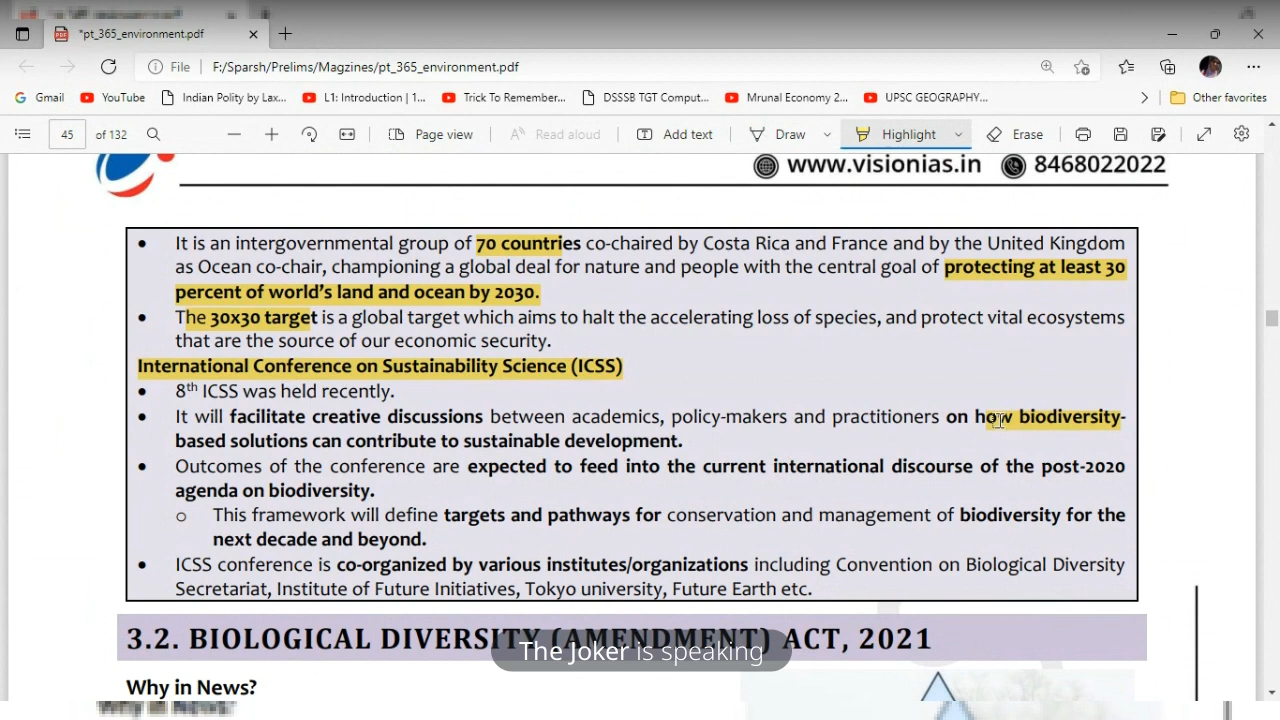 *pt_365_environment.pdf
File F:/Sparsh/Prelims/Magzines/pt_365_environment.pdf
Gmail YouTube Indian Polity by Lax... L1: Introduction | 1... Trick To Remember... DSSSB TGT Comput... Mrunal Economy 2... UPSC GEOGRAPHY... Other favorites
45 of 132 Page view Read aloud Add text Draw Highlight Erase
www.visionias.in 8468022022
• It is an intergovernmental group of 70 countries co-chaired by Costa Rica and France and by the United Kingdom
as Ocean co-chair, championing a global deal for nature and people with the central goal of protecting at least 30
percent of world's land and ocean by 2030.
• The 30x30 target is a global target which aims to halt the accelerating loss of species, and protect vital ecosystems
that are the source of our economic security.
International Conference on Sustainability Science (ICSS)
• 8th ICSS was held recently.
• It will facilitate creative discussions between academics, policy-makers and practitioners on how biodiversity-
based solutions can contribute to sustainable development.
• Outcomes of the conference are expected to feed into the current international discourse of the post-2020
agenda on biodiversity.
o This framework will define targets and pathways for conservation and management of biodiversity for the
next decade and beyond.
• ICSS conference is co-organized by various institutes/organizations including Convention on Biological Diversity
Secretariat, Institute of Future Initiatives, Tokyo university, Future Earth etc.
3.2. BIOLOGICAL DIVERSITY (AMENDMENT) ACT, 2021
The Joker is speaking
Why in News?